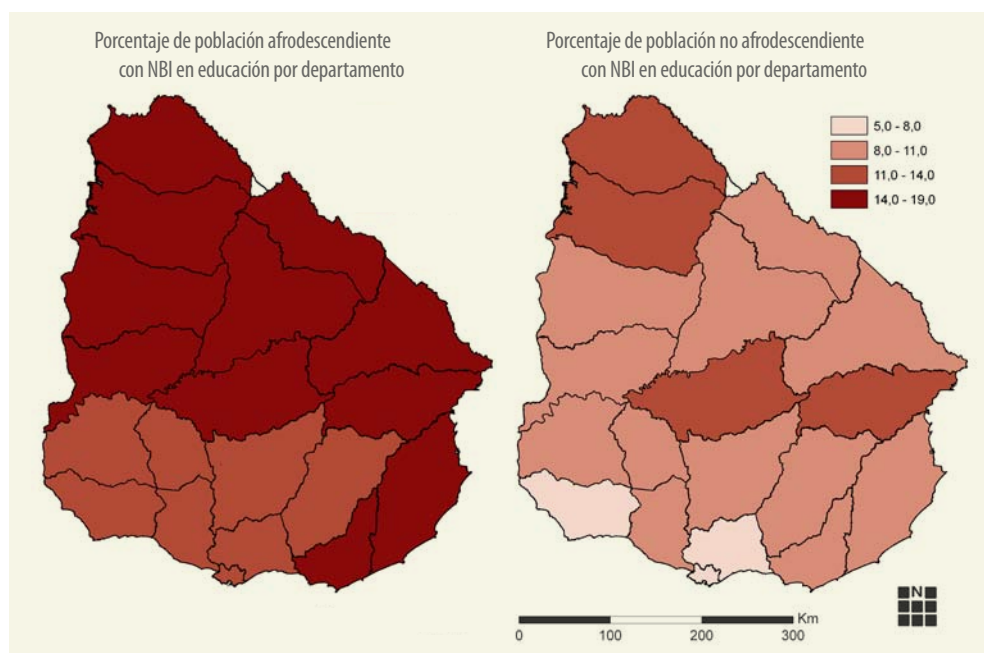 Porcentaje de población afrodescendiente
con NBI en educación por departamento
Porcentaje de población no afrodescendiente
con NBI en educación por departamento
5,0 - 8,0
8,0 - 11,0
11,0 - 14,0
14,0 - 19,0
N
Km
0 100 200 300